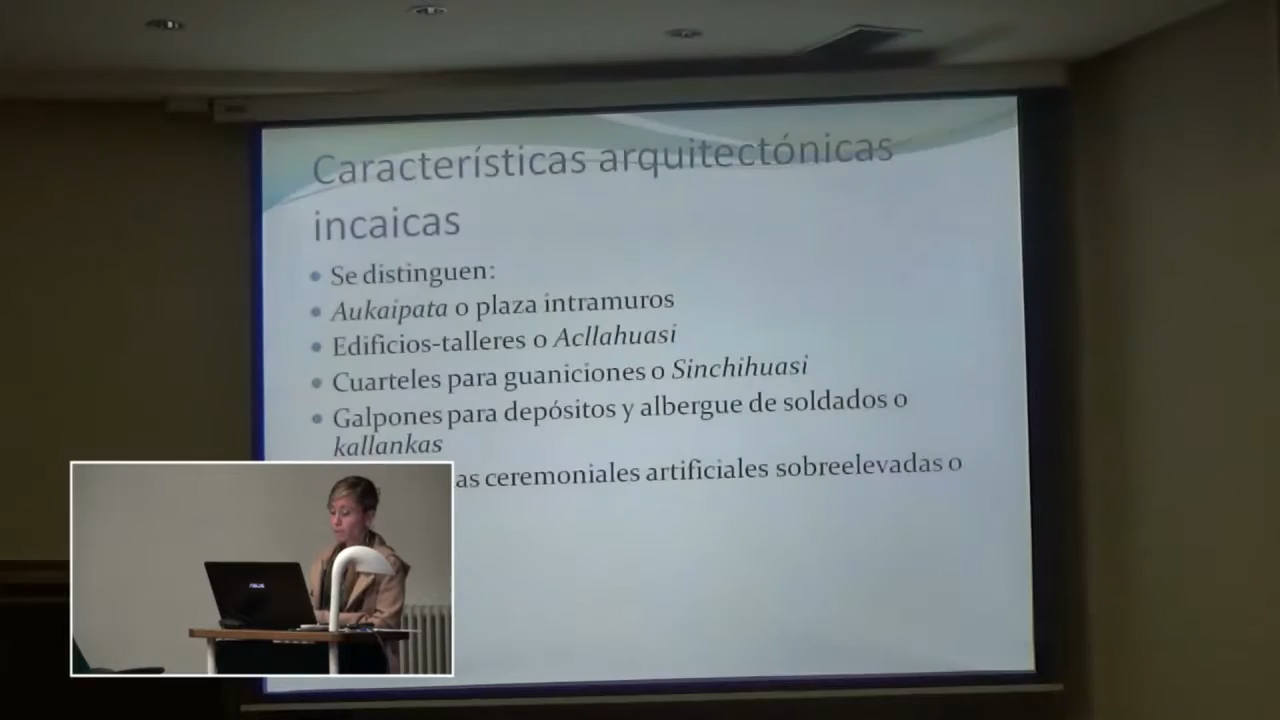 Características arquitectónicas
incaicas
Se distinguen:
Aukaipata o plaza intramuros
Edificios-talleres o Acllahuasi
Cuarteles para guaniciones o Sinchihuasi
Galpones para depósitos y albergue de soldados o
kallankas
as ceremoniales artificiales sobreelevadas o
ASUS